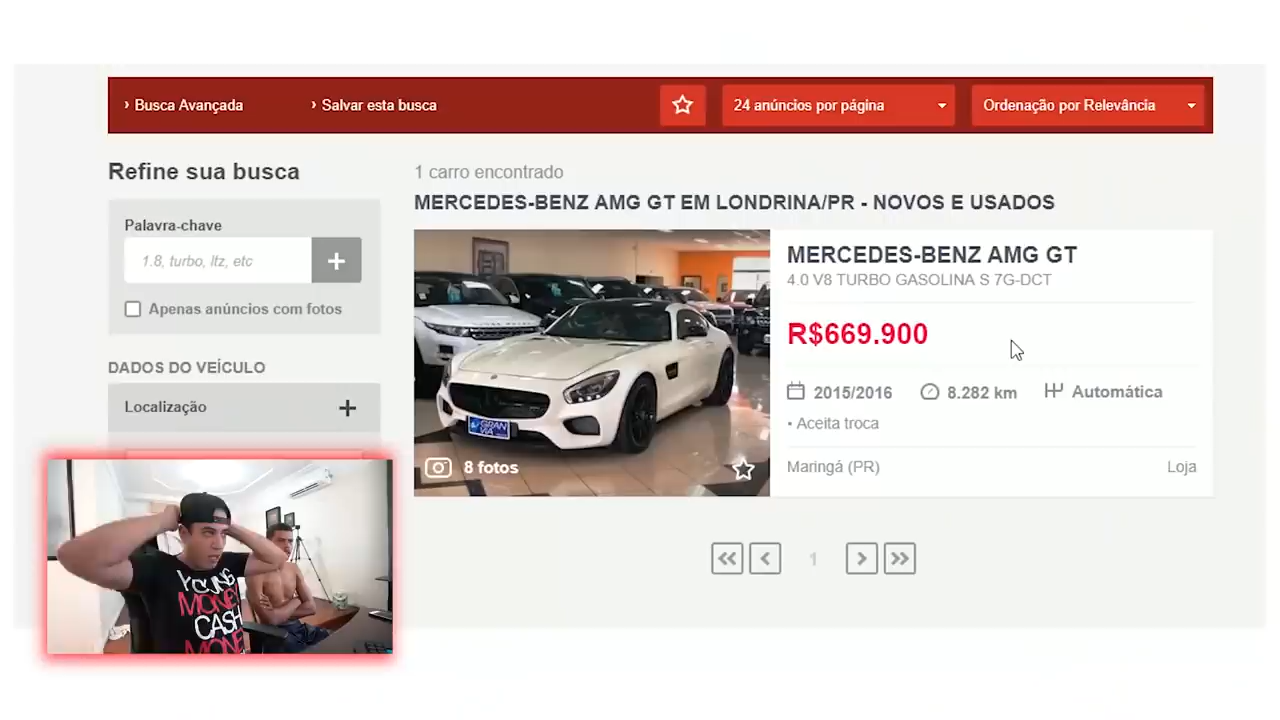 › Busca Avançada
› Salvar esta busca
24 anúncios por página
Ordenação por Relevância
Refine sua busca
Palavra-chave
1.8, turbo, ltz, etc
+
Apenas anúncios com fotos
DADOS DO VEÍCULO
Localização
+
1 carro encontrado
MERCEDES-BENZ AMG GT EM LONDRINA/PR - NOVOS E USADOS
GRAN VIA
8 fotos
MERCEDES-BENZ AMG GT
4.0 V8 TURBO GASOLINA S 7G-DCT
R$669.900
2015/2016
8.282 km
Automática
• Aceita troca
Maringá (PR)
Loja
1
YOUNG
MONEY
CASH
MONEY